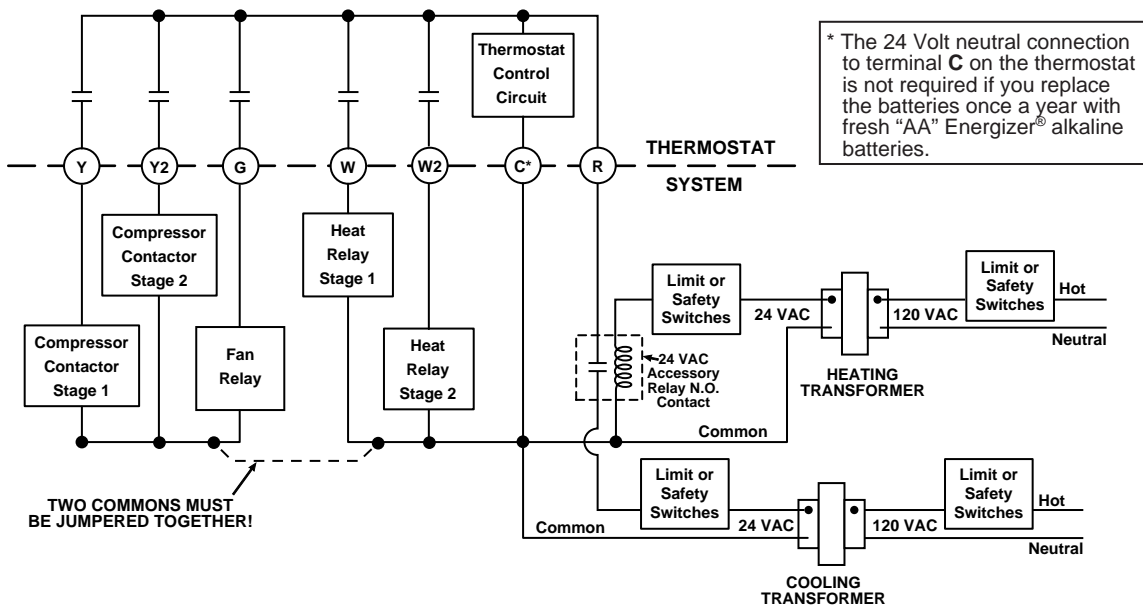 * The 24 Volt neutral connection
to terminal C on the thermostat
is not required if you replace
the batteries once a year with
fresh “AA” Energizer® alkaline
batteries.
Thermostat
Control
Circuit
THERMOSTAT
Y
Y2
G
W
W2
C*
R
SYSTEM
Compressor
Contactor
Stage 2
Heat
Relay
Stage 1
Compressor
Contactor
Stage 1
Fan
Relay
Heat
Relay
Stage 2
Limit or
Safety
Switches
24 VAC
120 VAC
Limit or
Safety
Switches
Hot
Neutral
24 VAC
Accessory
Relay N.O.
Contact
HEATING
TRANSFORMER
Common
TWO COMMONS MUST
BE JUMPERED TOGETHER!
Limit or
Safety
Switches
Common
24 VAC
120 VAC
Limit or
Safety
Switches
Hot
Neutral
COOLING
TRANSFORMER